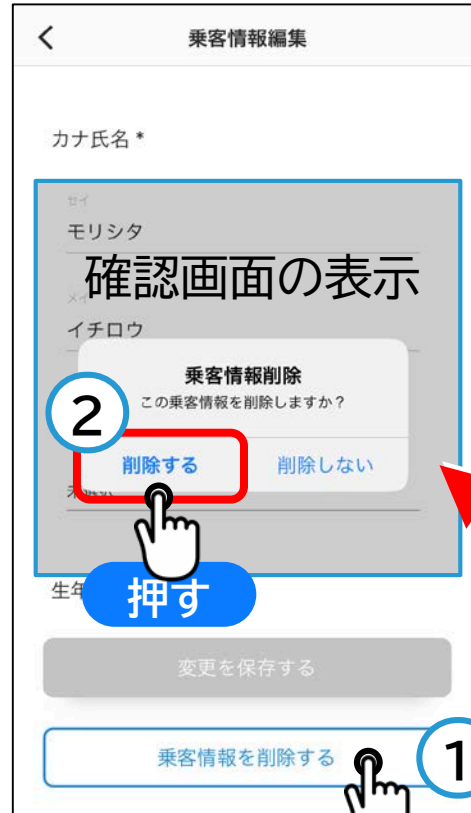 乗客情報編集
カナ氏名 *
セイ
モリシタ
確認画面の表示
メイ
イチロウ
乗客情報削除
この乗客情報を削除しますか？
2
削除する
削除しない
未選択
生年
押す
変更を保存する
乗客情報を削除する
1